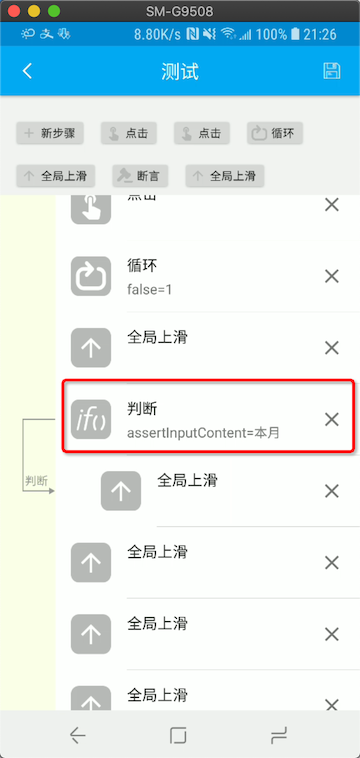 SM-G9508
8.80K/s 100% 21:26
测试
新步骤 点击 点击 循环
全局上滑 断言 全局上滑
点击
循环
false=1
全局上滑
if()
判断
assertInputContent=本月
判断
全局上滑
全局上滑
全局上滑
全局上滑